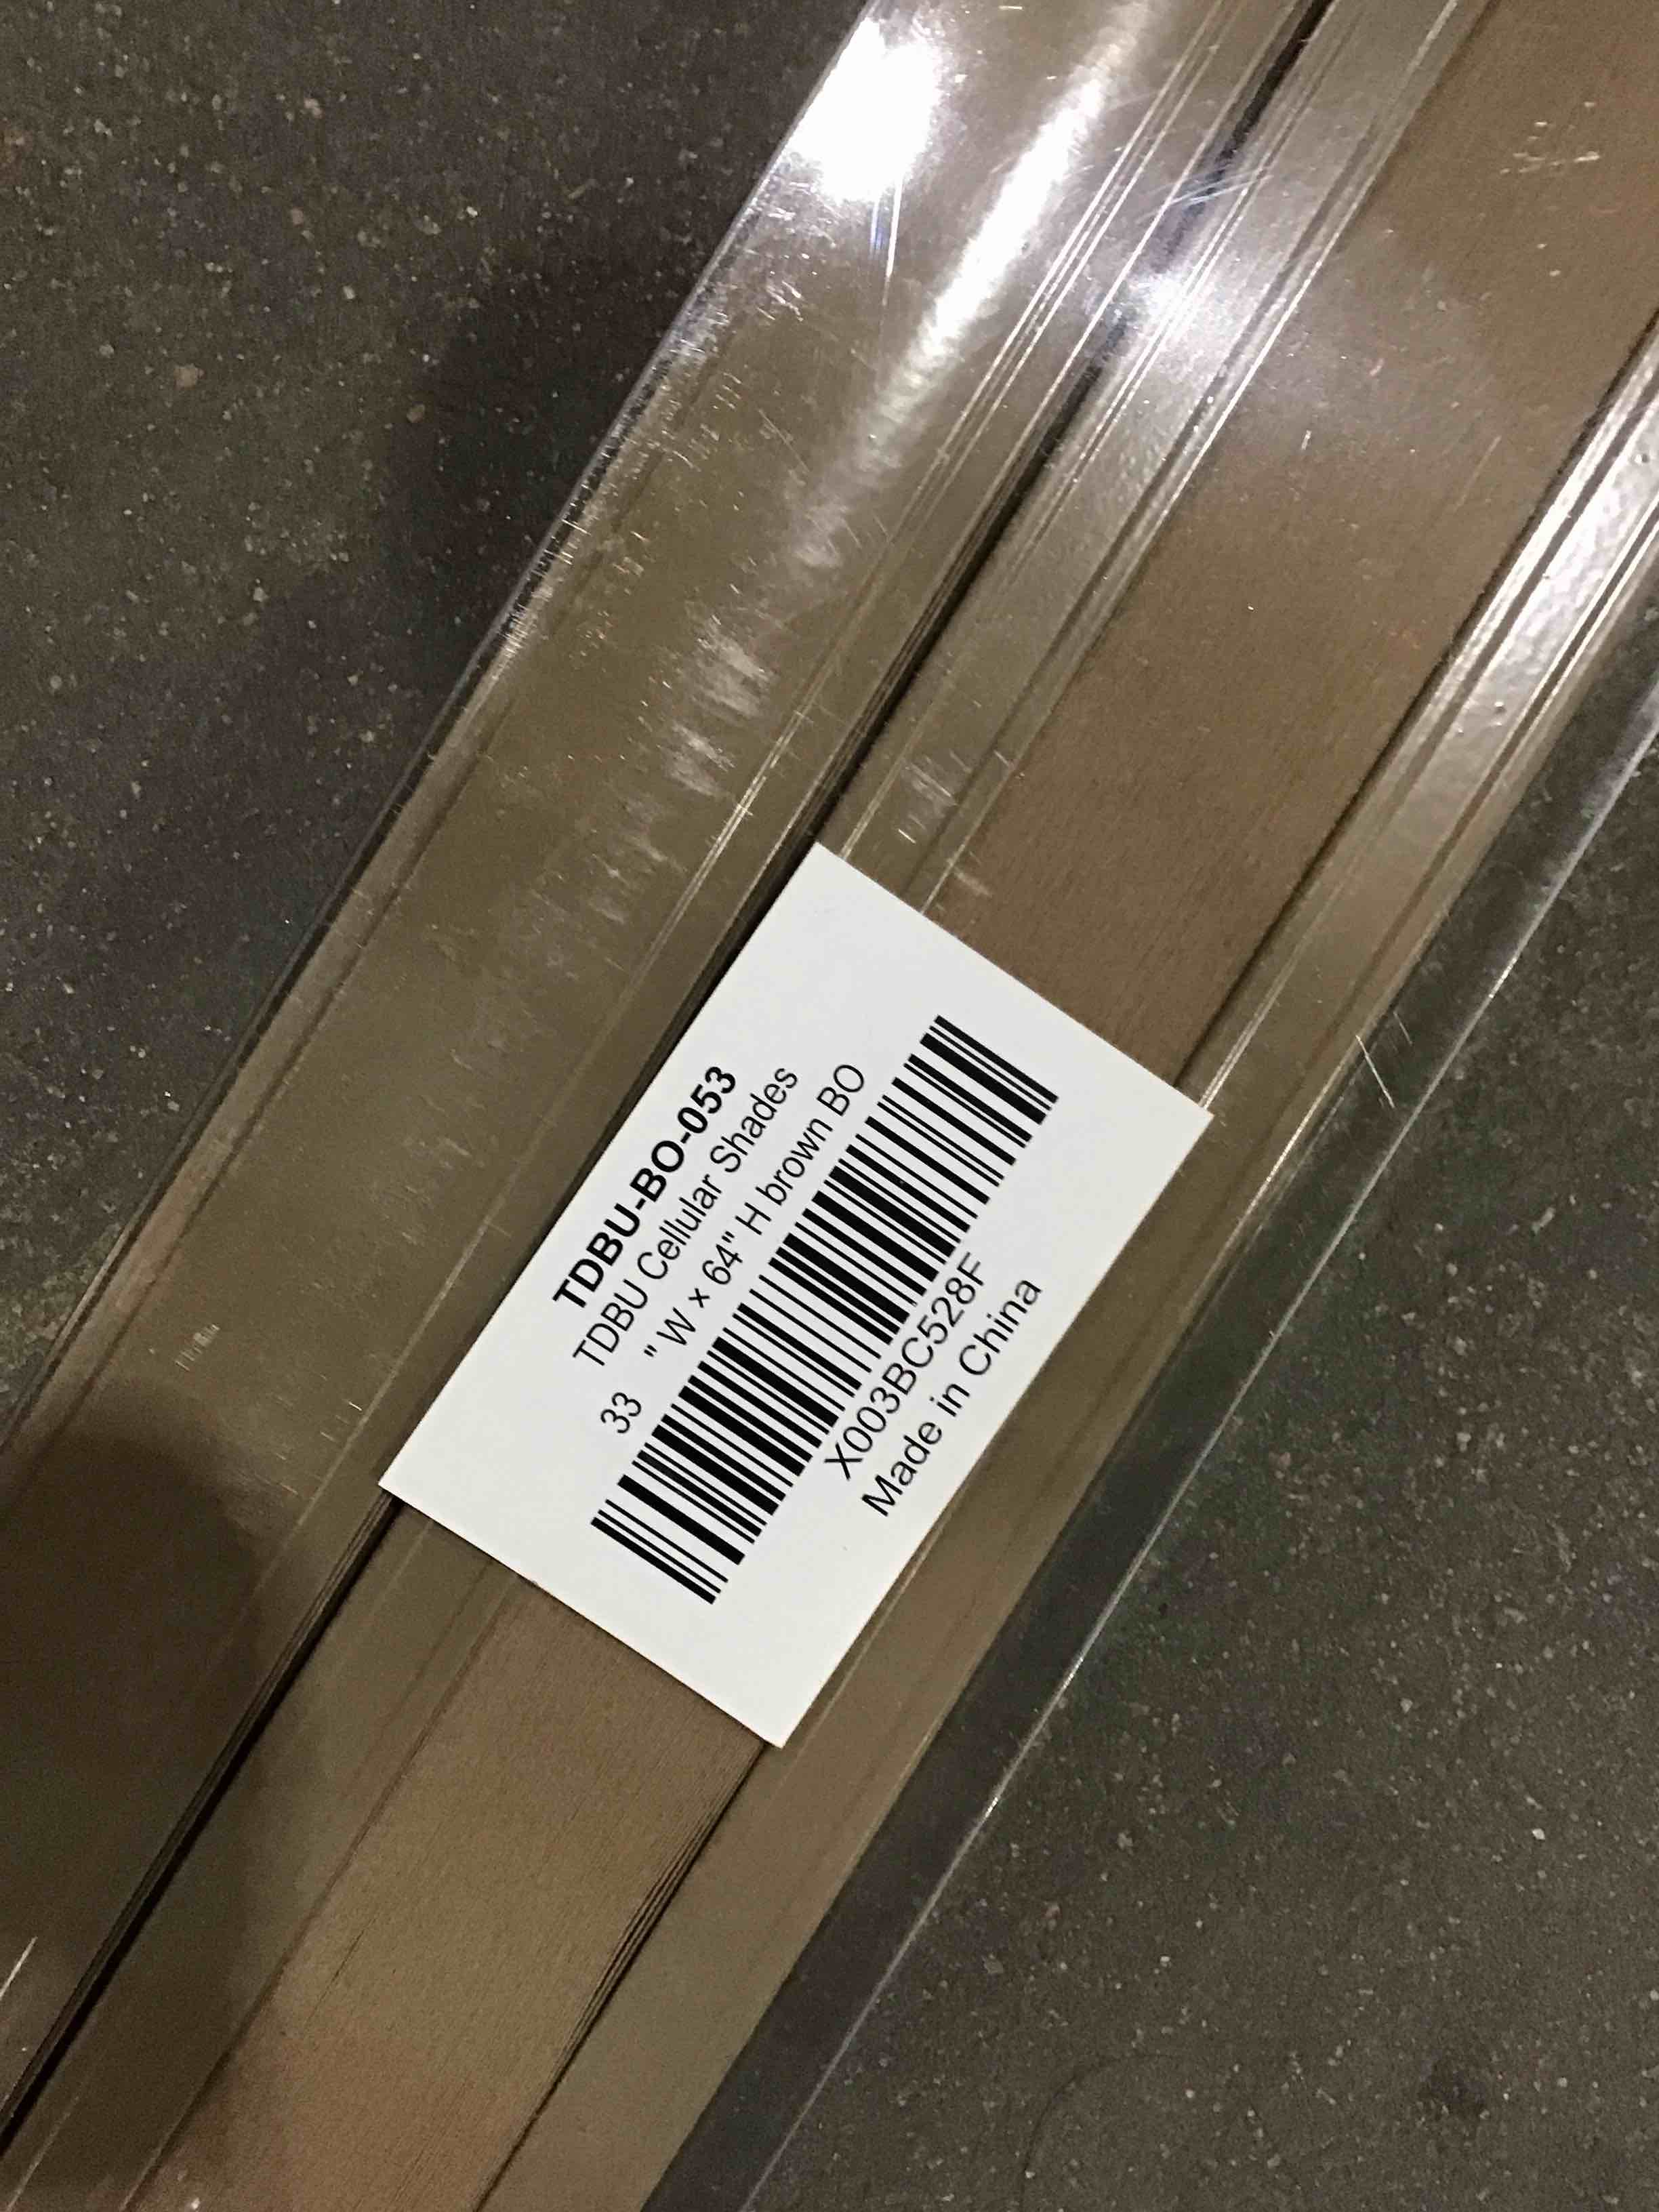 TDBU-BO-053
TDBU Cellular Shades
33 " W x 64" H brown BO
X003BC528F
Made in China